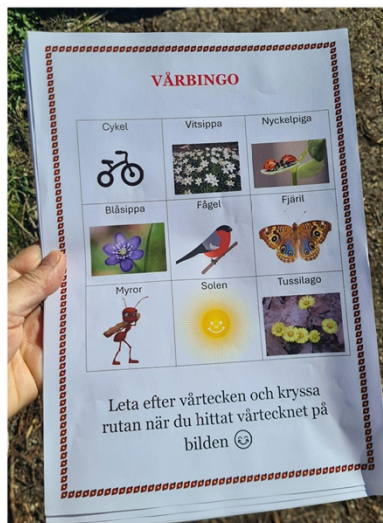 VÅRBINGO
Cykel Vitsippa Nyckelpiga
Blåsippa Fågel Fjäril
Myror Solen Tussilago
Leta efter vårtecken och kryssa
rutan när du hittat vårtecknet på
bilden 😊